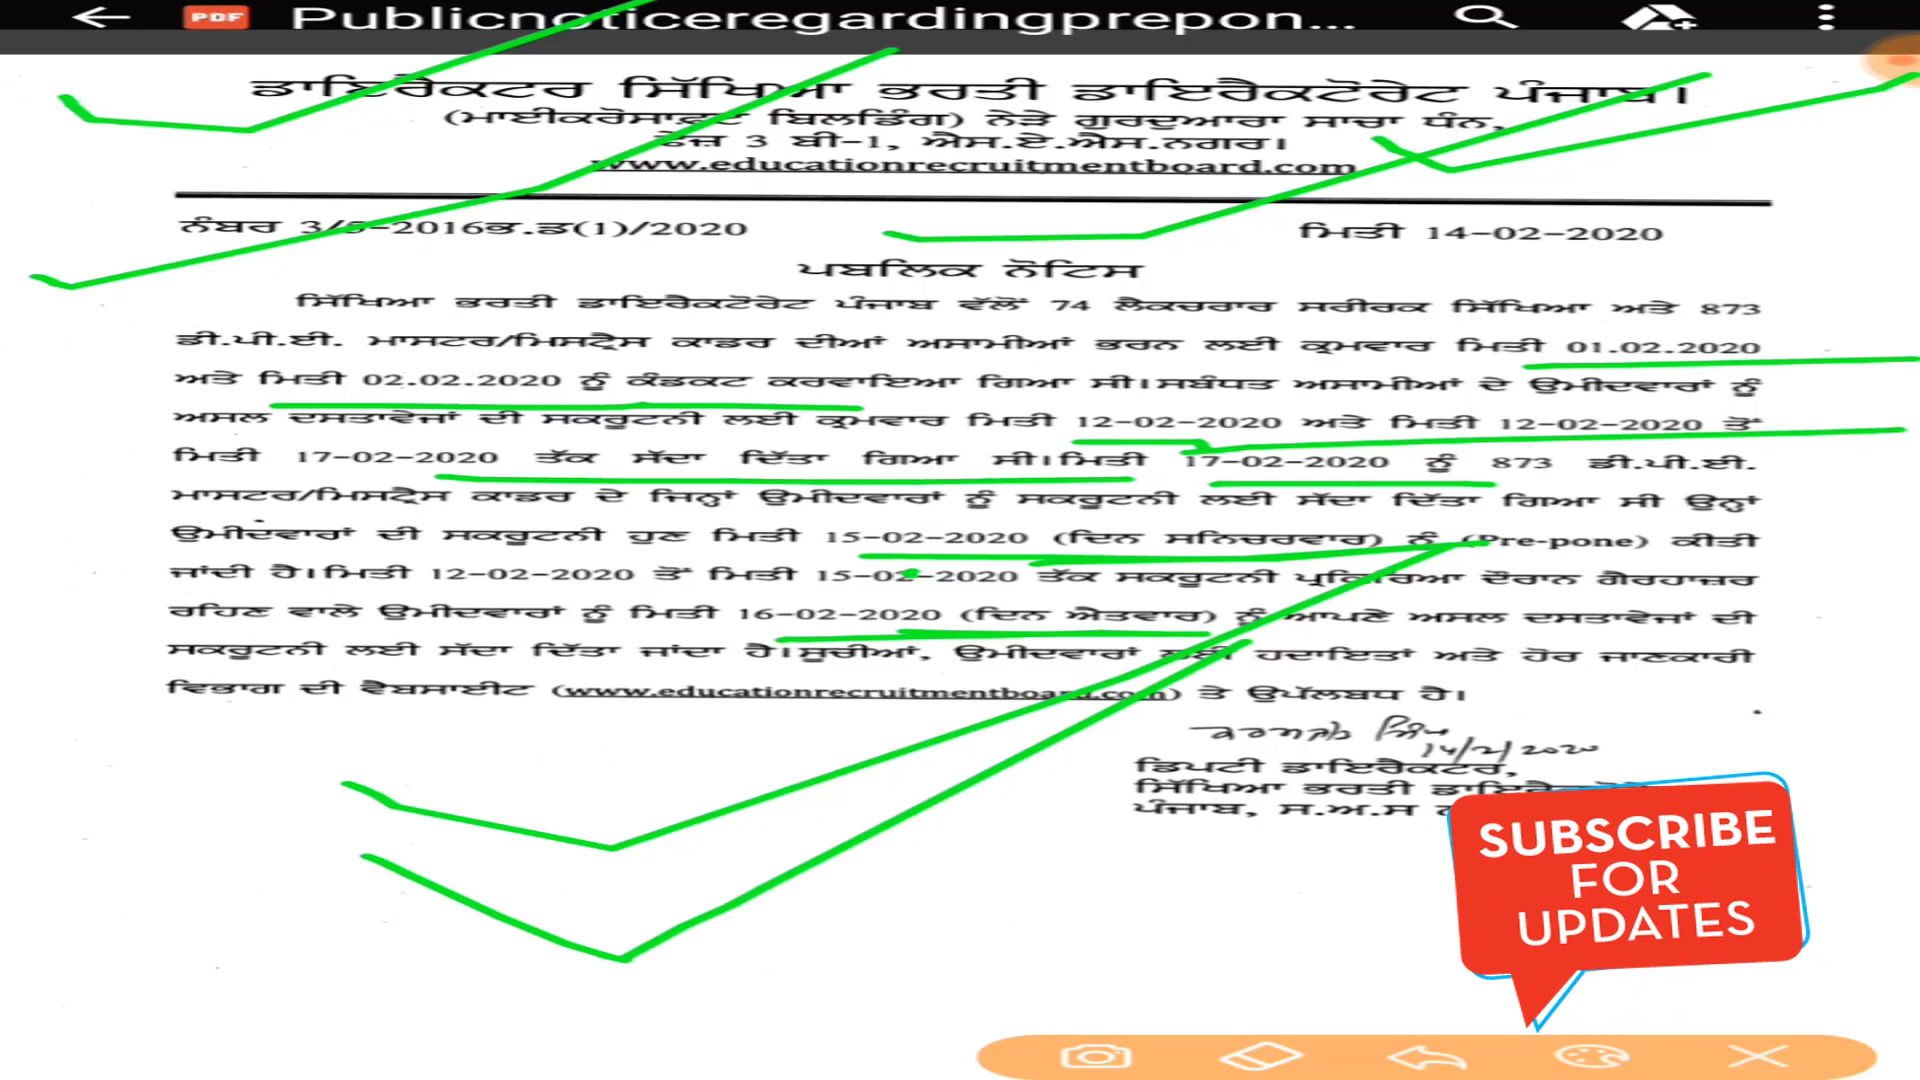 PDF Publicnoticeregardingprepon...
ਡਾਇਰੈਕਟਰ ਸਿੱਖਿਆ ਭਰਤੀ ਡਾਇਰੈਕਟੋਰੇਟ ਪੰਜਾਬ।
(ਮਾਈਕਰੋਸਾਫ਼ਟ ਬਿਲਡਿੰਗ) ਨੇੜੇ ਗੁਰਦੁਆਰਾ ਸਾਚਾ ਧੰਨ,
ਫੇਜ਼ 3 ਬੀ-1, ਐਸ.ਏ.ਐਸ.ਨਗਰ।
www.educationrecruitmentboard.com
ਨੰਬਰ 3/5-2016ਭ.ਡ(1)/2020 ਮਿਤੀ 14-02-2020
ਪਬਲਿਕ ਨੋਟਿਸ
ਸਿੱਖਿਆ ਭਰਤੀ ਡਾਇਰੈਕਟੋਰੇਟ ਪੰਜਾਬ ਵੱਲੋਂ 74 ਲੈਕਚਰਾਰ ਸਰੀਰਕ ਸਿੱਖਿਆ ਅਤੇ 873
ਡੀ.ਪੀ.ਈ. ਮਾਸਟਰ/ਮਿਸਟ੍ਰੈਸ ਕਾਡਰ ਦੀਆਂ ਅਸਾਮੀਆਂ ਭਰਨ ਲਈ ਕ੍ਰਮਵਾਰ ਮਿਤੀ 01.02.2020
ਅਤੇ ਮਿਤੀ 02.02.2020 ਨੂੰ ਕੰਡਕਟ ਕਰਵਾਇਆ ਗਿਆ ਸੀ।ਸਬੰਧਤ ਅਸਾਮੀਆਂ ਦੇ ਉਮੀਦਵਾਰਾਂ ਨੂੰ
ਅਸਲ ਦਸਤਾਵੇਜਾਂ ਦੀ ਸਕਰੂਟਨੀ ਲਈ ਕ੍ਰਮਵਾਰ ਮਿਤੀ 12-02-2020 ਅਤੇ ਮਿਤੀ 12-02-2020 ਤੋਂ
ਮਿਤੀ 17-02-2020 ਤੱਕ ਸੱਦਾ ਦਿੱਤਾ ਗਿਆ ਸੀ।ਮਿਤੀ 17-02-2020 ਨੂੰ 873 ਡੀ.ਪੀ.ਈ.
ਮਾਸਟਰ/ਮਿਸਟ੍ਰੈਸ ਕਾਡਰ ਦੇ ਜਿਨ੍ਹਾਂ ਉਮੀਦਵਾਰਾਂ ਨੂੰ ਸਕਰੂਟਨੀ ਲਈ ਸੱਦਾ ਦਿੱਤਾ ਗਿਆ ਸੀ ਉਨ੍ਹਾਂ
ਉਮੀਦਵਾਰਾਂ ਦੀ ਸਕਰੂਟਨੀ ਹੁਣ ਮਿਤੀ 15-02-2020 (ਦਿਨ ਸਨਿਚਰਵਾਰ) ਨੂੰ (Pre-pone) ਕੀਤੀ
ਜਾਂਦੀ ਹੈ।ਮਿਤੀ 12-02-2020 ਤੋਂ ਮਿਤੀ 15-02-2020 ਤੱਕ ਸਕਰੂਟਨੀ ਪ੍ਰਕਿਰਿਆ ਦੌਰਾਨ ਗੈਰਹਾਜ਼ਰ
ਰਹਿਣ ਵਾਲੇ ਉਮੀਦਵਾਰਾਂ ਨੂੰ ਮਿਤੀ 16-02-2020 (ਦਿਨ ਐਤਵਾਰ) ਨੂੰ ਆਪਣੇ ਅਸਲ ਦਸਤਾਵੇਜਾਂ ਦੀ
ਸਕਰੂਟਨੀ ਲਈ ਸੱਦਾ ਦਿੱਤਾ ਜਾਂਦਾ ਹੈ।ਸੂਚੀਆਂ, ਉਮੀਦਵਾਰਾਂ ਲਈ ਹਦਾਇਤਾਂ ਅਤੇ ਹੋਰ ਜਾਣਕਾਰੀ
ਵਿਭਾਗ ਦੀ ਵੈਬਸਾਈਟ (www.educationrecruitmentboard.com) ਤੇ ਉਪੱਲਬਧ ਹੈ।
ਸਿੰਘ
14/2/2020
ਡਿਪਟੀ ਡਾਇਰੈਕਟਰ,
ਸਿੱਖਿਆ ਭਰਤੀ ਡਾਇਰੈਕਟੋਰੇਟ
ਪੰਜਾਬ, ਸ.ਅ.ਸ
SUBSCRIBE
FOR
UPDATES